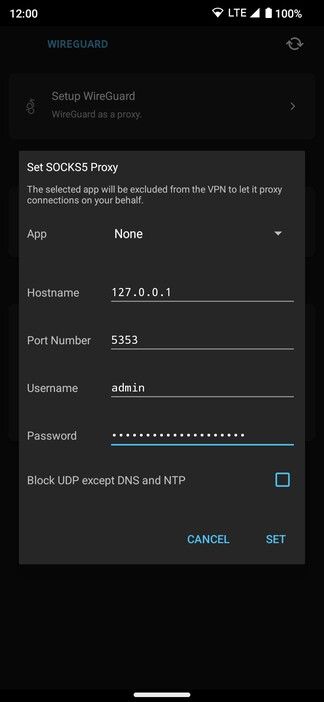 12:00
LTE
100%
WIREGUARD
Setup WireGuard
WireGuard as a proxy.
Set SOCKS5 Proxy
The selected app will be excluded from the VPN to let it proxy
connections on your behalf.
App
None
Hostname
127.0.0.1
Port Number
5353
Username
admin
Password
••••••••••••••••••••
Block UDP except DNS and NTP
CANCEL
SET